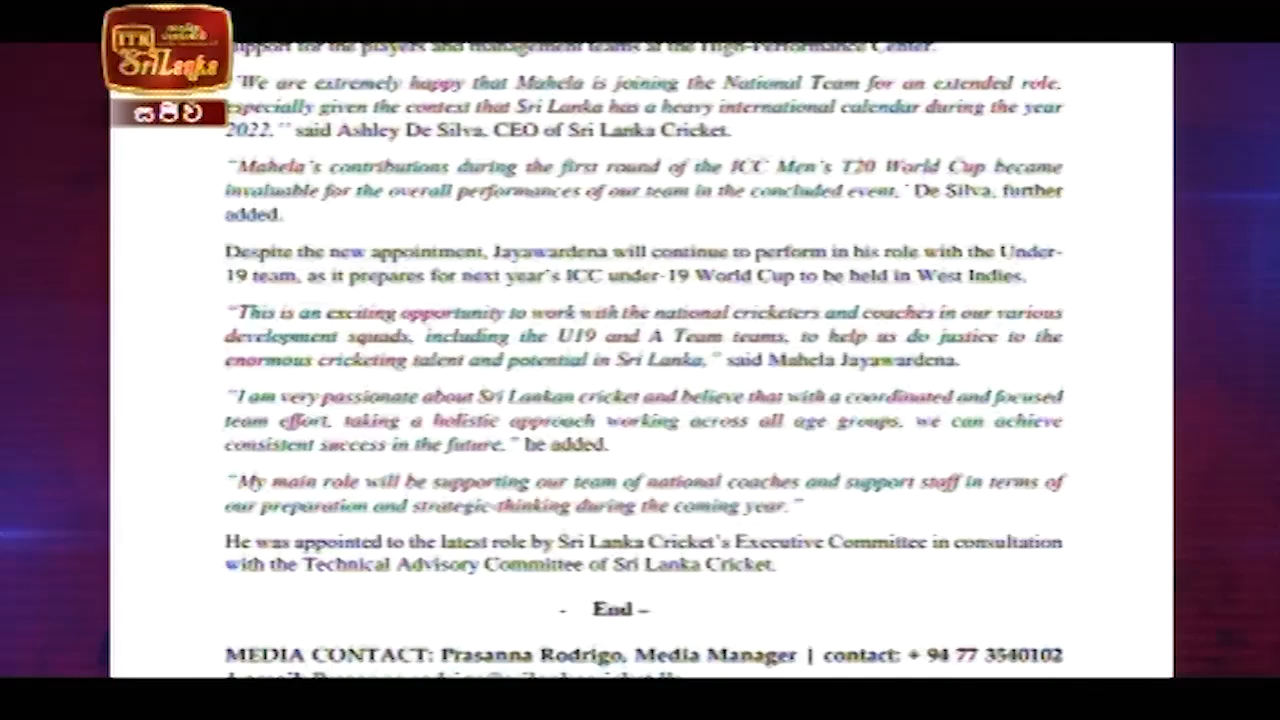 ITN
Sri Lanka
සජීවී
support for the players and management teams at the High-Performance Center.
"We are extremely happy that Mahela is joining the National Team for an extended role,
especially given the context that Sri Lanka has a heavy international calendar during the year
2022,'' said Ashley De Silva, CEO of Sri Lanka Cricket.
"Mahela's contributions during the first round of the ICC Men's T20 World Cup became
invaluable for the overall performances of our team in the concluded event,' De Silva, further
added.
Despite the new appointment, Jayawardena will continue to perform in his role with the Under-
19 team, as it prepares for next year's ICC under-19 World Cup to be held in West Indies.
"This is an exciting opportunity to work with the national cricketers and coaches in our various
development squads, including the U19 and A Team teams, to help us do justice to the
enormous cricketing talent and potential in Sri Lanka," said Mahela Jayawardena.
"I am very passionate about Sri Lankan cricket and believe that with a coordinated and focused
team effort, taking a holistic approach working across all age groups, we can achieve
consistent success in the future." he added.
"My main role will be supporting our team of national coaches and support staff in terms of
our preparation and strategic-thinking during the coming year."
He was appointed to the latest role by Sri Lanka Cricket's Executive Committee in consultation
with the Technical Advisory Committee of Sri Lanka Cricket.
- End –
MEDIA CONTACT: Prasanna Rodrigo, Media Manager | contact: + 94 77 3540102